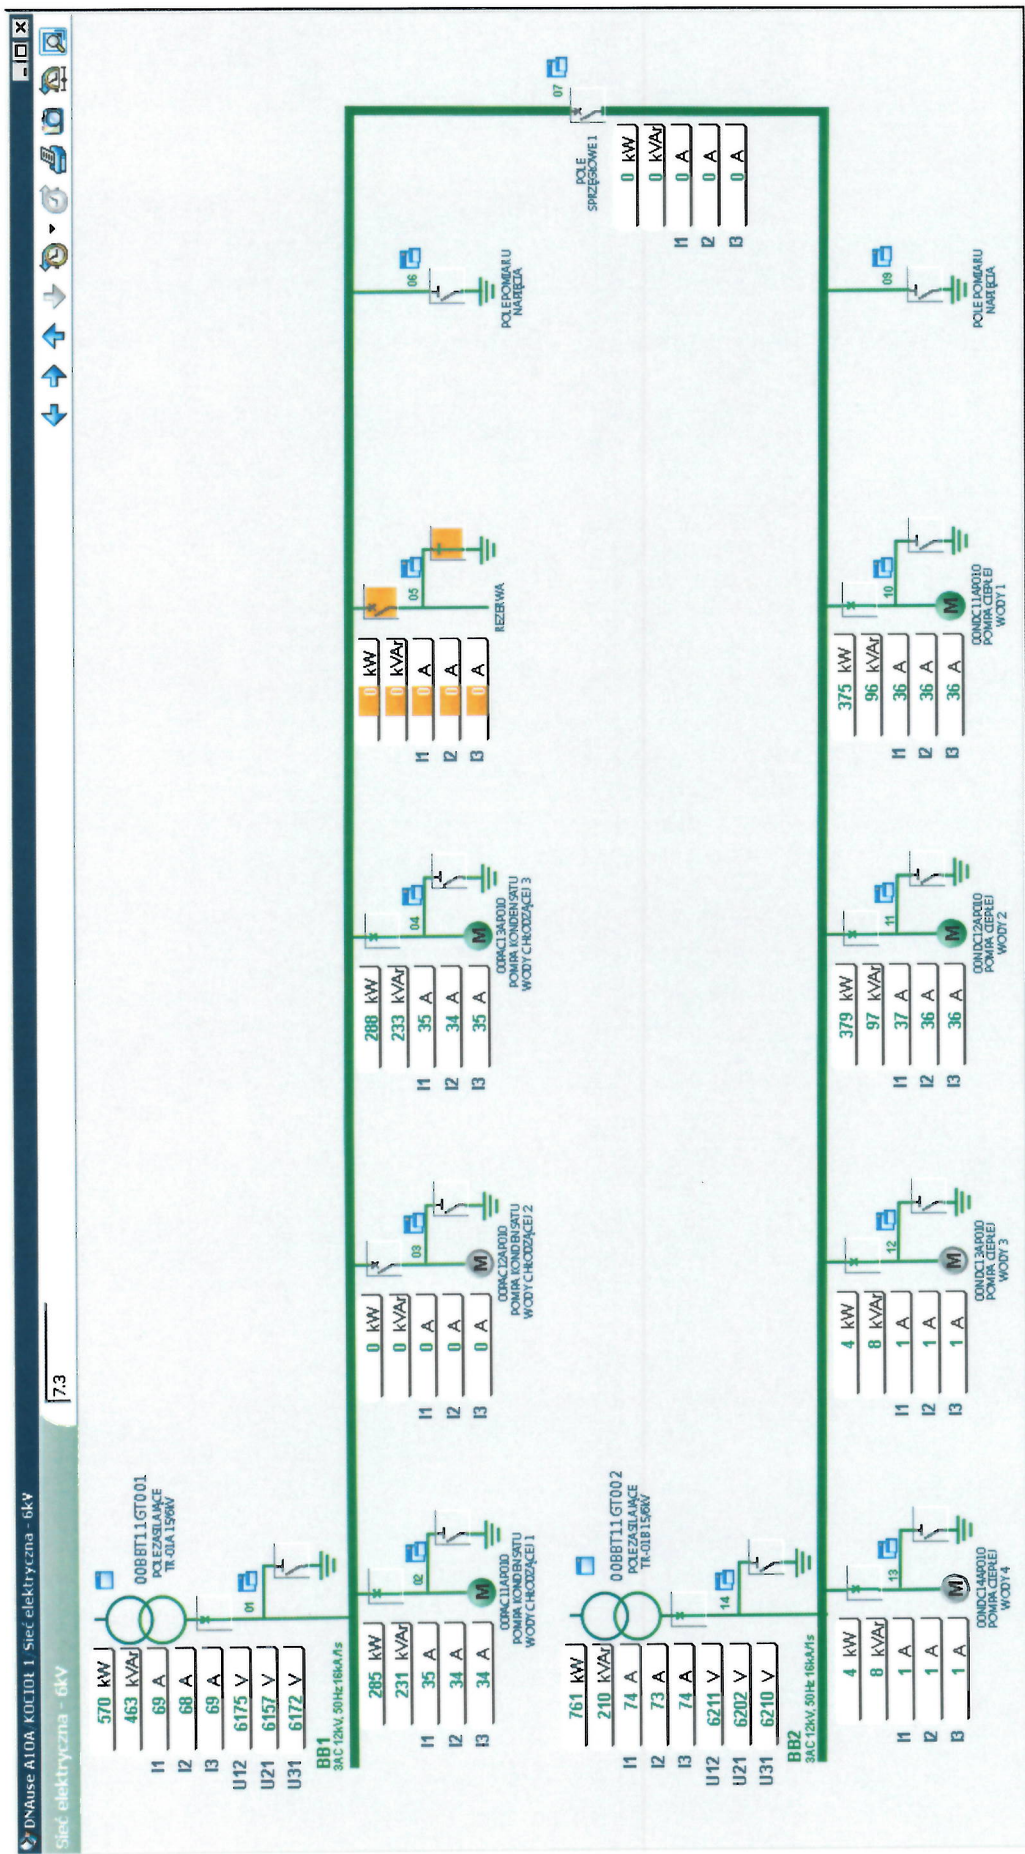 DNAuse A10A KOCIOŁ 1 /Sieć elektryczna - 6kV
Sieć elektryczna - 6kV
7.3
570 kW
463 kVAr
I1 69 A
I2 68 A
I3 69 A
U12 6175 V
U21 6157 V
U31 6172 V
00BBT11GT001
POLE ZASILAJĄCE
TR-01A 15/6kV
01
BB1
3AC 12kV, 50Hz 16kA/1s
285 kW
231 kVAr
I1 35 A
I2 34 A
I3 34 A
02
M
00PAC11AP010
POMPA KONDENSATU
WODY CHŁODZĄCEJ 1
0 kW
0 kVAr
I1 0 A
I2 0 A
I3 0 A
03
M
00PAC12AP010
POMPA KONDENSATU
WODY CHŁODZĄCEJ 2
288 kW
233 kVAr
I1 35 A
I2 34 A
I3 35 A
04
M
00PAC13AP010
POMPA KONDENSATU
WODY CHŁODZĄCEJ 3
0 kW
0 kVAr
I1 0 A
I2 0 A
I3 0 A
05
REZERWA
06
POLE POMIARU
NAPIĘCIA
07
POLE
SPRZĘGŁOWE 1
0 kW
0 kVAr
I1 0 A
I2 0 A
I3 0 A
761 kW
210 kVAr
I1 74 A
I2 73 A
I3 74 A
U12 6211 V
U21 6202 V
U31 6210 V
00BBT11GT002
POLE ZASILAJĄCE
TR-01B 15/6kV
14
BB2
3AC 12kV, 50Hz 16kA/1s
4 kW
8 kVAr
I1 1 A
I2 1 A
I3 1 A
13
M
00NDC14AP010
POMPA CIEPŁEJ
WODY 4
4 kW
8 kVAr
I1 1 A
I2 1 A
I3 1 A
12
M
00NDC13AP010
POMPA CIEPŁEJ
WODY 3
379 kW
97 kVAr
I1 37 A
I2 36 A
I3 36 A
11
M
00NDC12AP010
POMPA CIEPŁEJ
WODY 2
375 kW
96 kVAr
I1 36 A
I2 36 A
I3 36 A
10
M
00NDC11AP010
POMPA CIEPŁEJ
WODY 1
09
POLE POMIARU
NAPIĘCIA